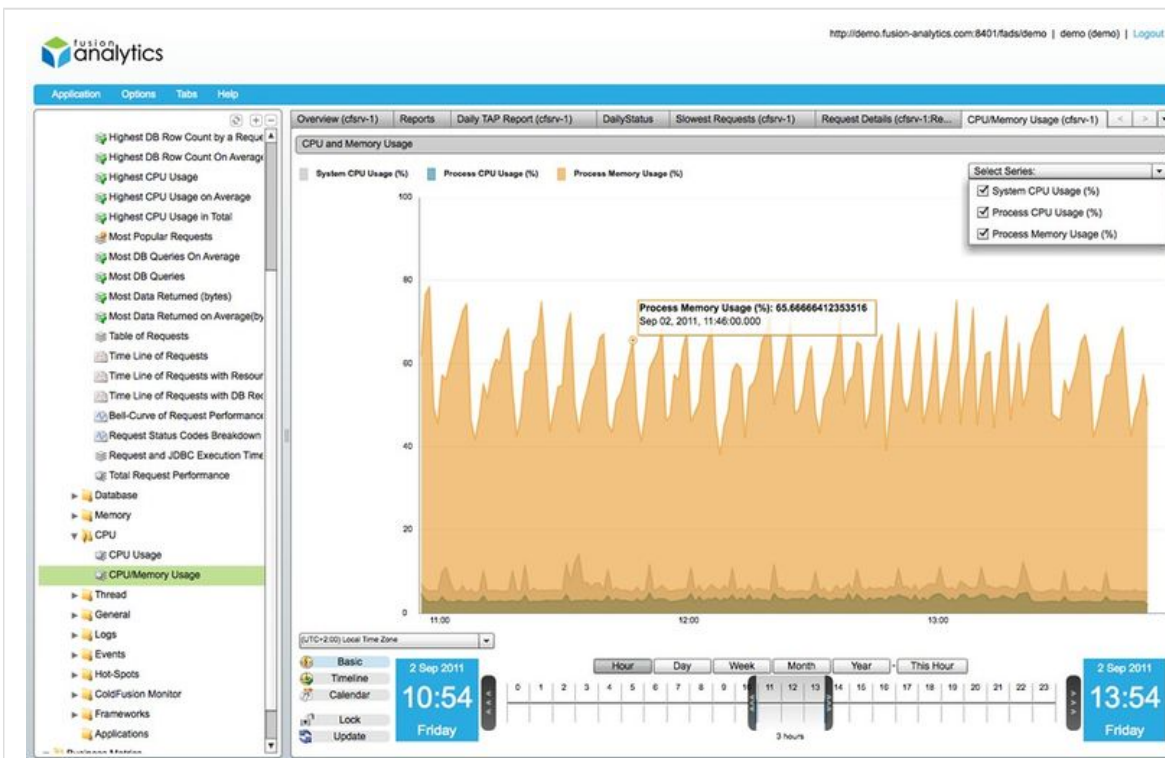 http://demo.fusion-analytics.com:8401/fads/demo | demo (demo) | Logout
fusion
analytics
Application Options Tabs Help
Highest DB Row Count by a Reque
Highest DB Row Count On Average
Highest CPU Usage
Highest CPU Usage on Average
Highest CPU Usage in Total
Most Popular Requests
Most DB Queries On Average
Most DB Queries
Most Data Returned (bytes)
Most Data Returned on Average(by
Table of Requests
Time Line of Requests
Time Line of Requests with Resour
Time Line of Requests with DB Rec
Bell-Curve of Request Performance
Request Status Codes Breakdown
Request and JDBC Execution Time
Total Request Performance
Database
Memory
CPU
CPU Usage
CPU/Memory Usage
Thread
General
Logs
Events
Hot-Spots
ColdFusion Monitor
Frameworks
Applications
Business Metrics
Overview (cfsrv-1) Reports Daily TAP Report (cfsrv-1) DailyStatus Slowest Requests (cfsrv-1) Request Details (cfsrv-1:Re... CPU/Memory Usage (cfsrv-1)
CPU and Memory Usage
System CPU Usage (%) Process CPU Usage (%) Process Memory Usage (%)
Select Series:
System CPU Usage (%)
Process CPU Usage (%)
Process Memory Usage (%)
100
80
60
40
20
0
Process Memory Usage (%): 65.66666412353516
Sep 02, 2011, 11:46:00.000
11:00 12:00 13:00
(UTC+2:00) Local Time Zone
Basic
Timeline
Calendar
Lock
Update
2 Sep 2011
10:54
Friday
Hour Day Week Month Year - This Hour
0 1 2 3 4 5 6 7 8 9 10 11 12 13 14 15 16 17 18 19 20 21 22 23
3 hours
2 Sep 2011
13:54
Friday